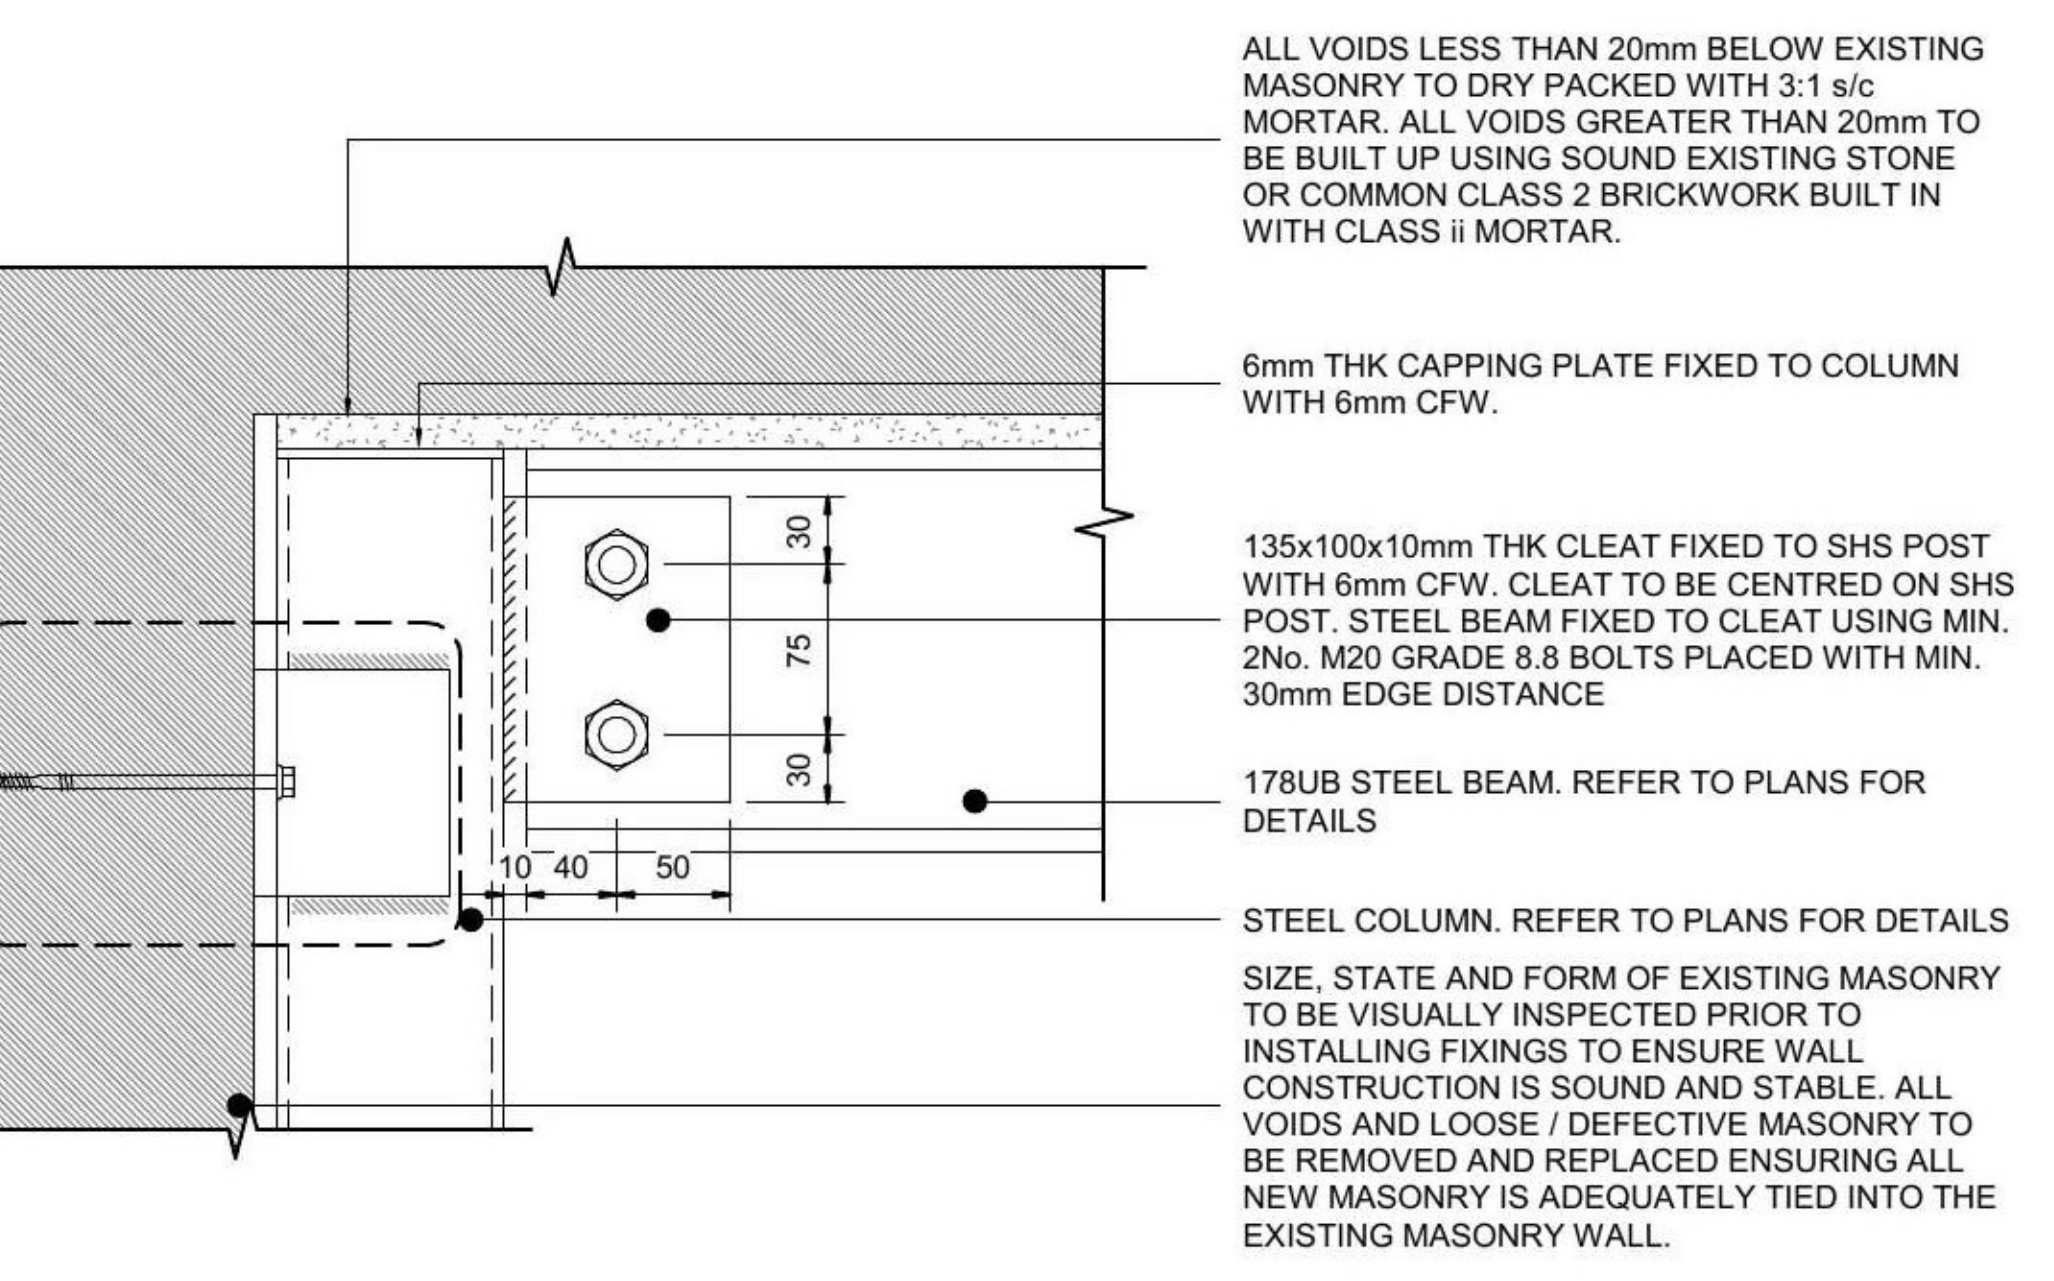 ALL VOIDS LESS THAN 20mm BELOW EXISTING
MASONRY TO DRY PACKED WITH 3:1 s/c
MORTAR. ALL VOIDS GREATER THAN 20mm TO
BE BUILT UP USING SOUND EXISTING STONE
OR COMMON CLASS 2 BRICKWORK BUILT IN
WITH CLASS ii MORTAR.
6mm THK CAPPING PLATE FIXED TO COLUMN
WITH 6mm CFW.
30
75
30
135x100x10mm THK CLEAT FIXED TO SHS POST
WITH 6mm CFW. CLEAT TO BE CENTRED ON SHS
POST. STEEL BEAM FIXED TO CLEAT USING MIN.
2No. M20 GRADE 8.8 BOLTS PLACED WITH MIN.
30mm EDGE DISTANCE
178UB STEEL BEAM. REFER TO PLANS FOR
DETAILS
10 40 50
STEEL COLUMN. REFER TO PLANS FOR DETAILS
SIZE, STATE AND FORM OF EXISTING MASONRY
TO BE VISUALLY INSPECTED PRIOR TO
INSTALLING FIXINGS TO ENSURE WALL
CONSTRUCTION IS SOUND AND STABLE. ALL
VOIDS AND LOOSE / DEFECTIVE MASONRY TO
BE REMOVED AND REPLACED ENSURING ALL
NEW MASONRY IS ADEQUATELY TIED INTO THE
EXISTING MASONRY WALL.